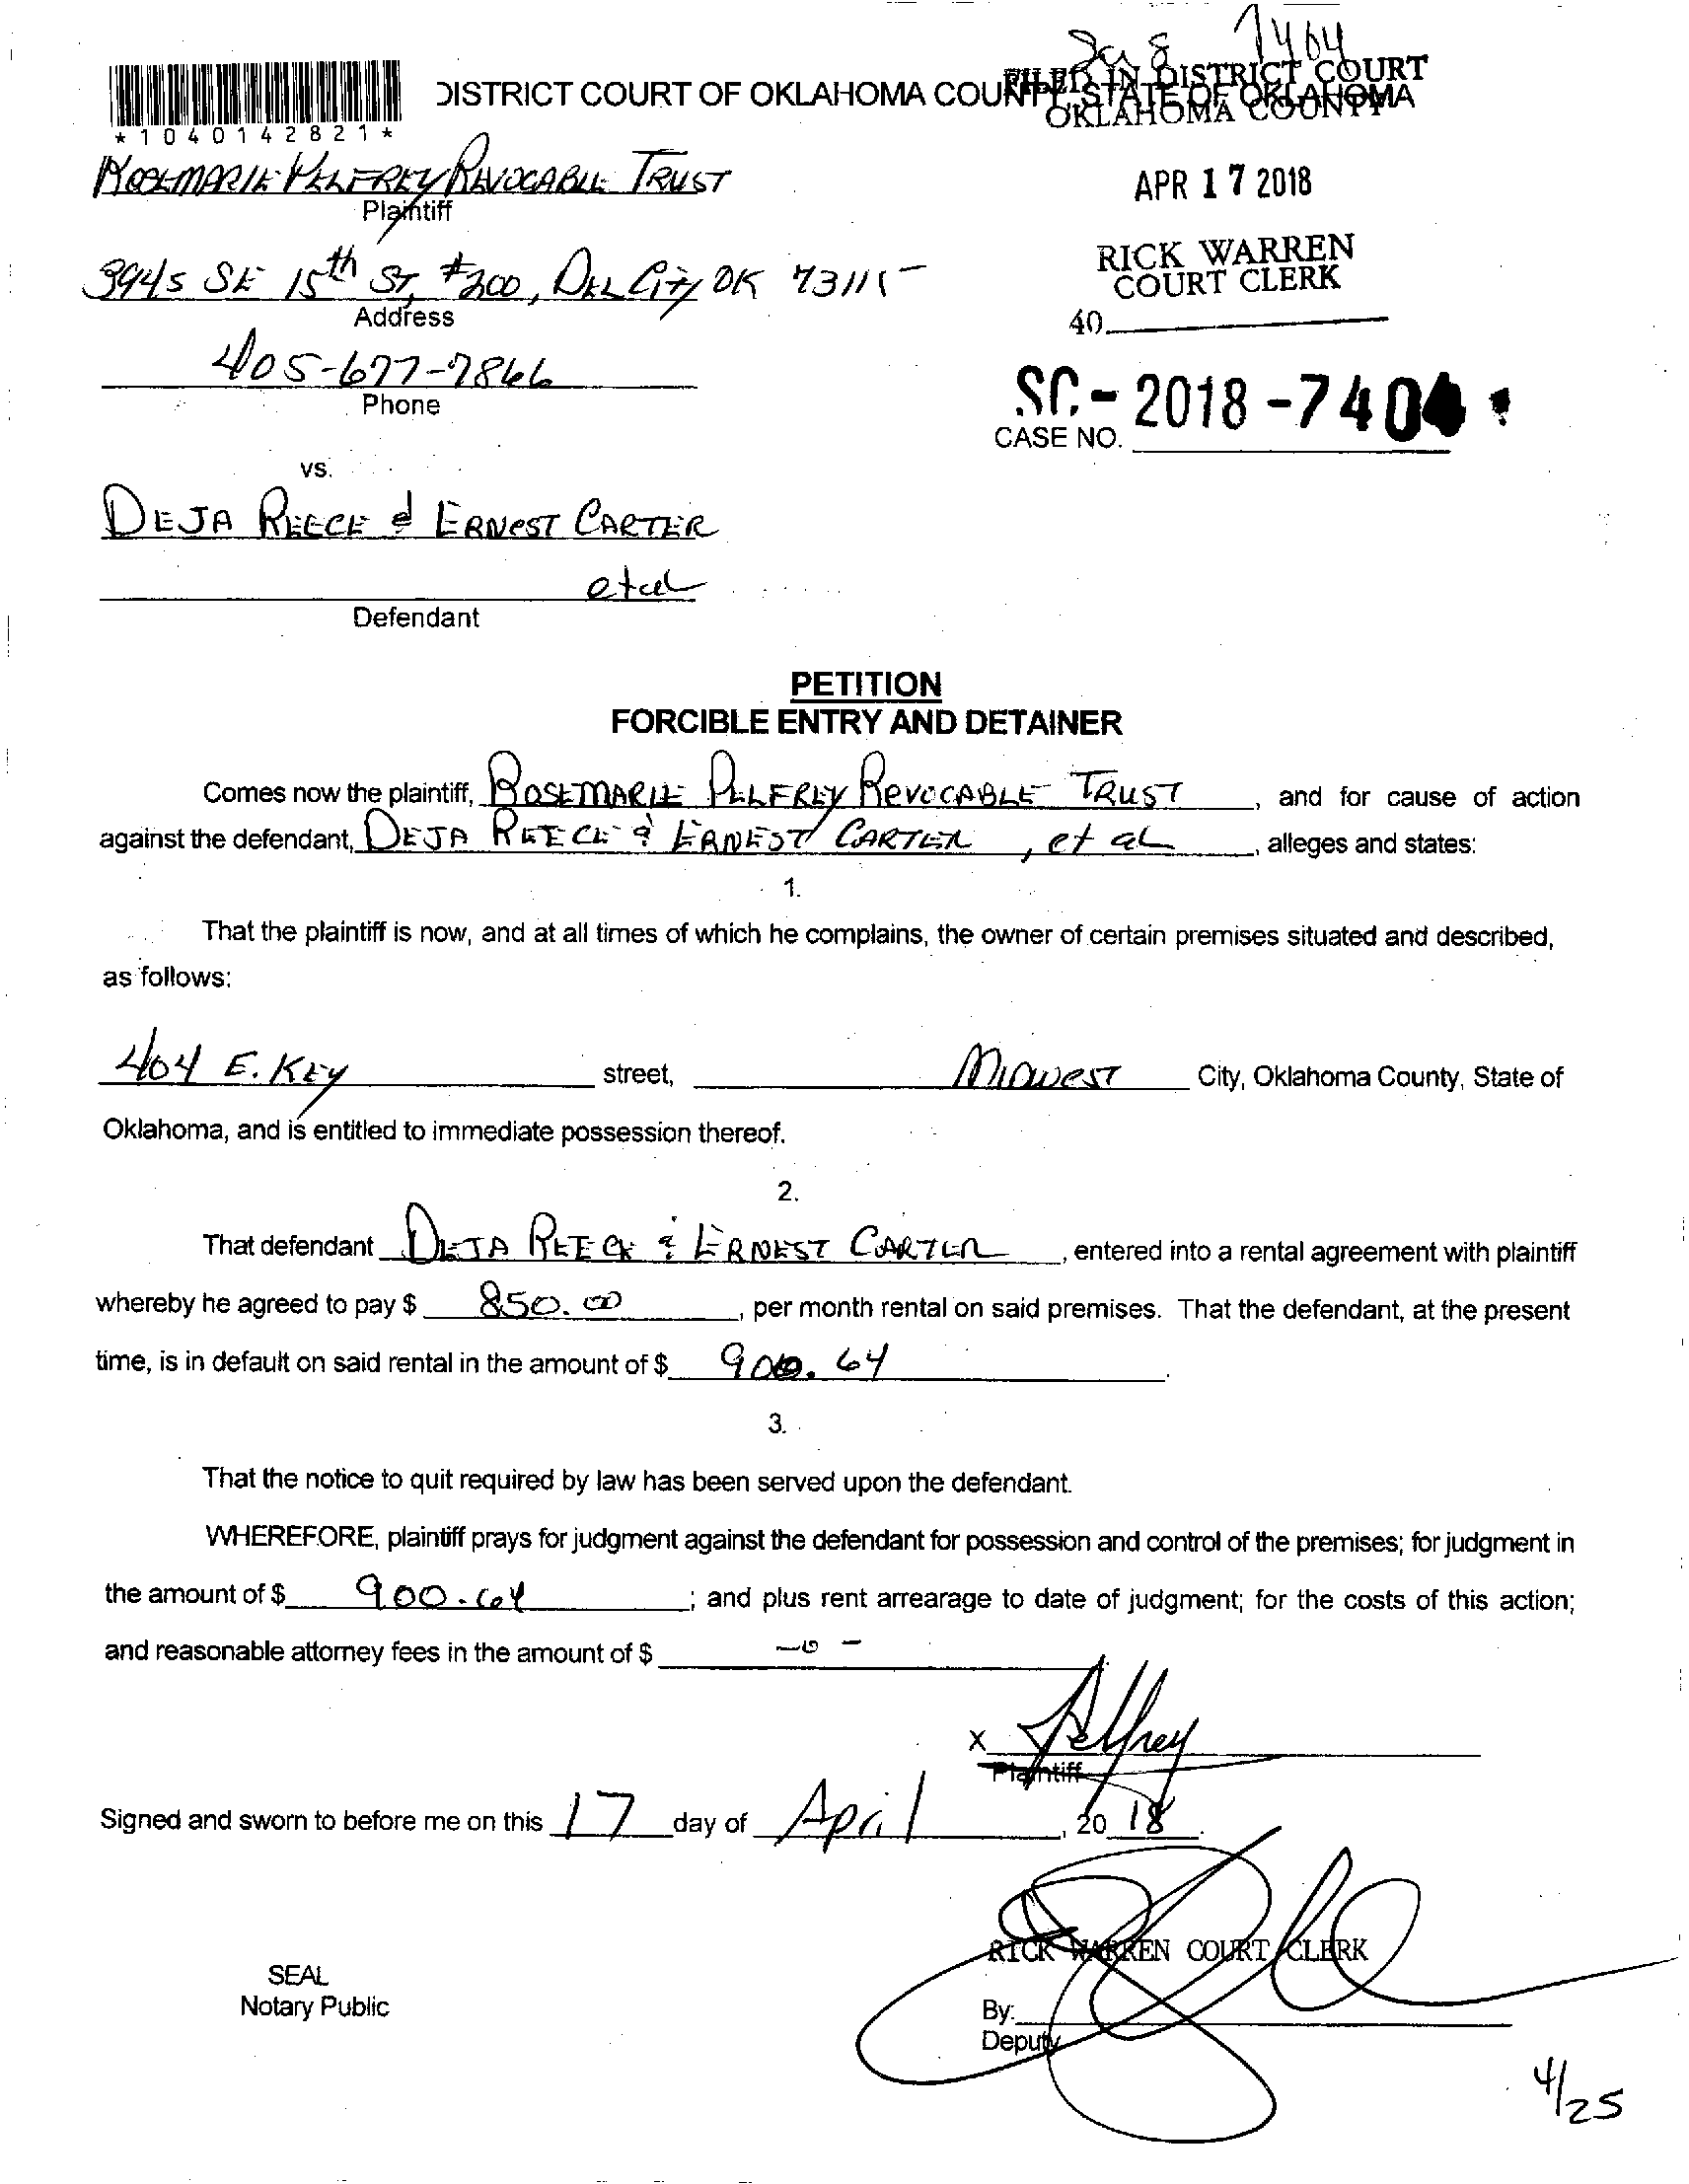 DISTRICT COURT OF OKLAHOMA COUNTY, STATE OF OKLAHOMA
FILED IN DISTRICT COURT
OKLAHOMA COUNTY
*1040142821*
ROSEMARIE PELFREY REVOCABLE TRUST
Plaintiff
APR 17 2018
3945 SE 15th ST, #200, DEL CITY OK 73115
Address
RICK WARREN
COURT CLERK
40
405-677-7866
Phone
SC-2018-7404
CASE NO.
vs.
DEJA REECE & ERNEST CARTER
et al
Defendant
PETITION
FORCIBLE ENTRY AND DETAINER
Comes now the plaintiff, ROSEMARIE PELFREY REVOCABLE TRUST, and for cause of action
against the defendant, DEJA REECE & ERNEST CARTER, et al, alleges and states:
1.
That the plaintiff is now, and at all times of which he complains, the owner of certain premises situated and described,
as follows:
404 E. KEY street, MIDWEST City, Oklahoma County, State of
Oklahoma, and is entitled to immediate possession thereof.
2.
That defendant DEJA REECE & ERNEST CARTER, entered into a rental agreement with plaintiff
whereby he agreed to pay $ 850.00, per month rental on said premises. That the defendant, at the present
time, is in default on said rental in the amount of $ 900.64.
3.
That the notice to quit required by law has been served upon the defendant.
WHEREFORE, plaintiff prays for judgment against the defendant for possession and control of the premises; for judgment in
the amount of $ 900.64; and plus rent arrearage to date of judgment; for the costs of this action;
and reasonable attorney fees in the amount of $ -0-
X Pelfrey
Plaintiff
Signed and sworn to before me on this 17 day of April, 20 18.
RICK WARREN COURT CLERK
SEAL
Notary Public
By:
Deputy
4/25